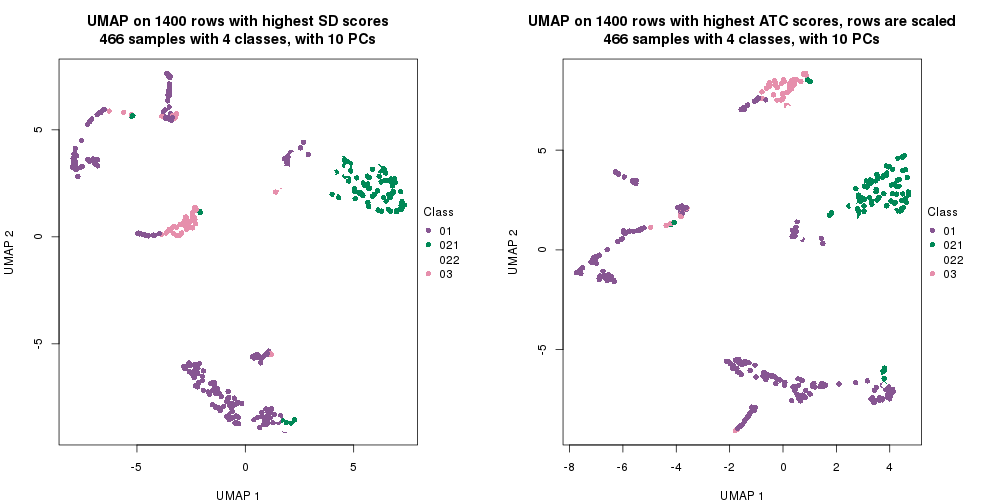 UMAP on 1400 rows with highest SD scores
466 samples with 4 classes, with 10 PCs
5
0
-5
UMAP 2
-5
0
5
UMAP 1
Class
01
021
022
03
UMAP on 1400 rows with highest ATC scores, rows are scaled
466 samples with 4 classes, with 10 PCs
5
0
-5
UMAP 2
-8
-6
-4
-2
0
2
4
UMAP 1
Class
01
021
022
03